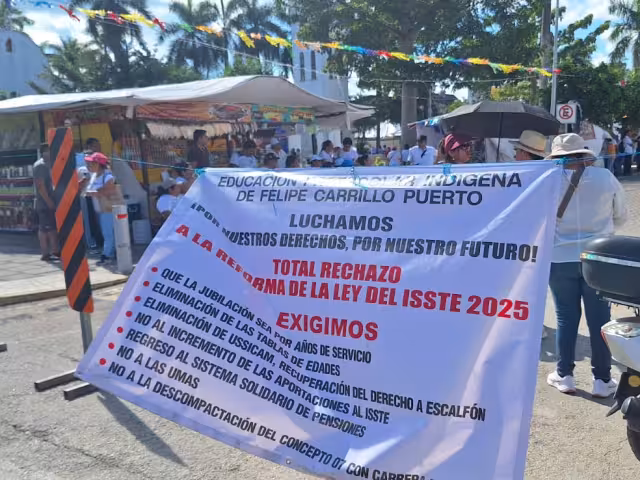 EDUCACIÓN INDÍGENA
DE FELIPE CARRILLO PUERTO
LUCHAMOS
¡POR NUESTROS DERECHOS, POR NUESTRO FUTURO!
TOTAL RECHAZO
A LA REFORMA DE LA LEY DEL ISSTE 2025
EXIGIMOS
• QUE LA JUBILACIÓN SEA POR AÑOS DE SERVICIO
• ELIMINACIÓN DE LAS TABLAS DE EDADES
• ELIMINACIÓN DE USSICAM, RECUPERACIÓN DEL DERECHO A ESCALFÓN
• NO AL INCREMENTO DE LAS APORTACIONES AL ISSTE
• REGRESO AL SISTEMA SOLIDARIO DE PENSIONES
• NO A LAS UMAS
• NO A LA DESCOMPACTACIÓN DEL CONCEPTO 07 CON CARRERA
E